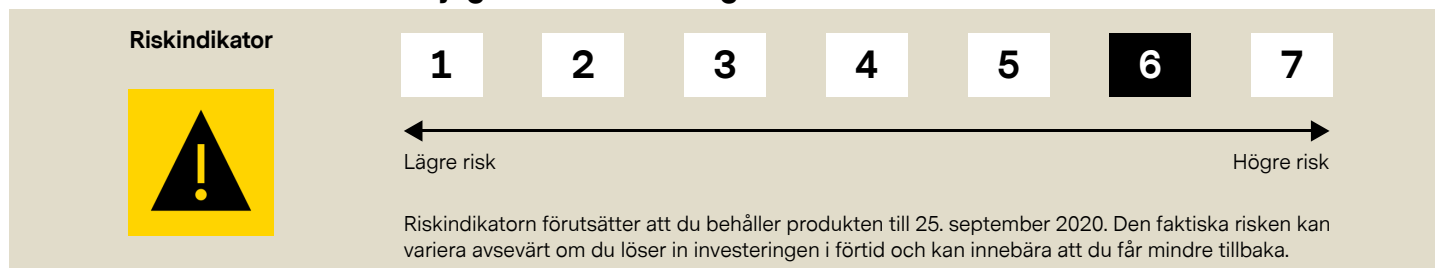 Riskindikator
1 2 3 4 5 6 7
Lägre risk Högre risk
Riskindikatorn förutsätter att du behåller produkten till 25. september 2020. Den faktiska risken kan
variera avsevärt om du löser in investeringen i förtid och kan innebära att du får mindre tillbaka.